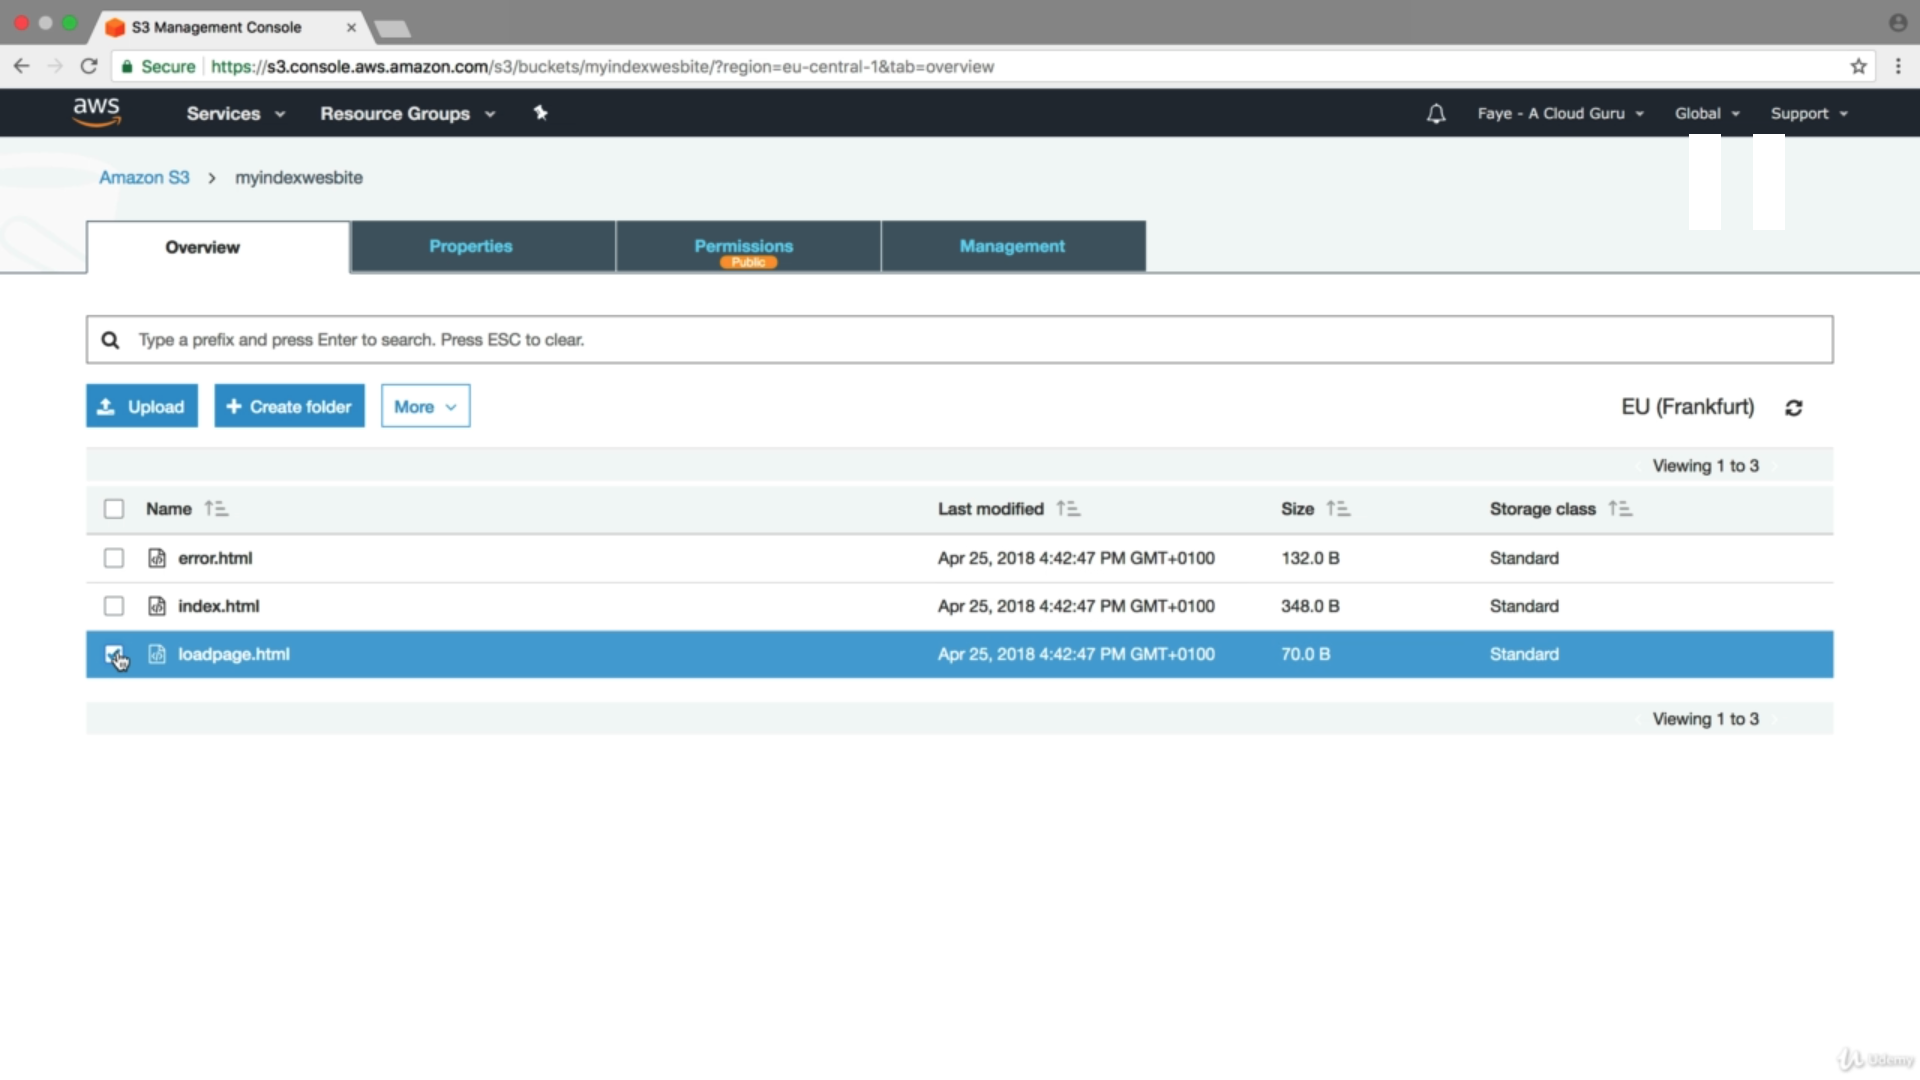 S3 Management Console
Secure https://s3.console.aws.amazon.com/s3/buckets/myindexwesbite/?region=eu-central-1&tab=overview
aws Services Resource Groups Faye - A Cloud Guru Global Support
Amazon S3 > myindexwesbite
Overview Properties Permissions Management
Public
Type a prefix and press Enter to search. Press ESC to clear.
Upload + Create folder More EU (Frankfurt)
Viewing 1 to 3
Name Last modified Size Storage class
error.html Apr 25, 2018 4:42:47 PM GMT+0100 132.0 B Standard
index.html Apr 25, 2018 4:42:47 PM GMT+0100 348.0 B Standard
loadpage.html Apr 25, 2018 4:42:47 PM GMT+0100 70.0 B Standard
Viewing 1 to 3
Udemy